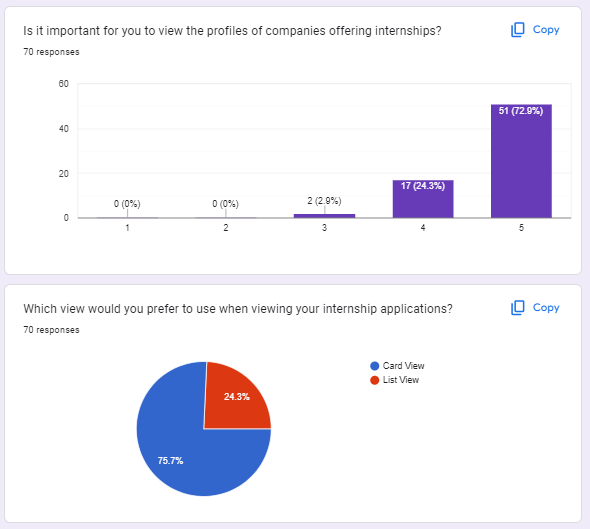 Is it important for you to view the profiles of companies offering internships?
Copy
70 responses
60
40
20
0
0 (0%)
0 (0%)
2 (2.9%)
17 (24.3%)
51 (72.9%)
1
2
3
4
5
Which view would you prefer to use when viewing your internship applications?
Copy
70 responses
Card View
List View
24.3%
75.7%